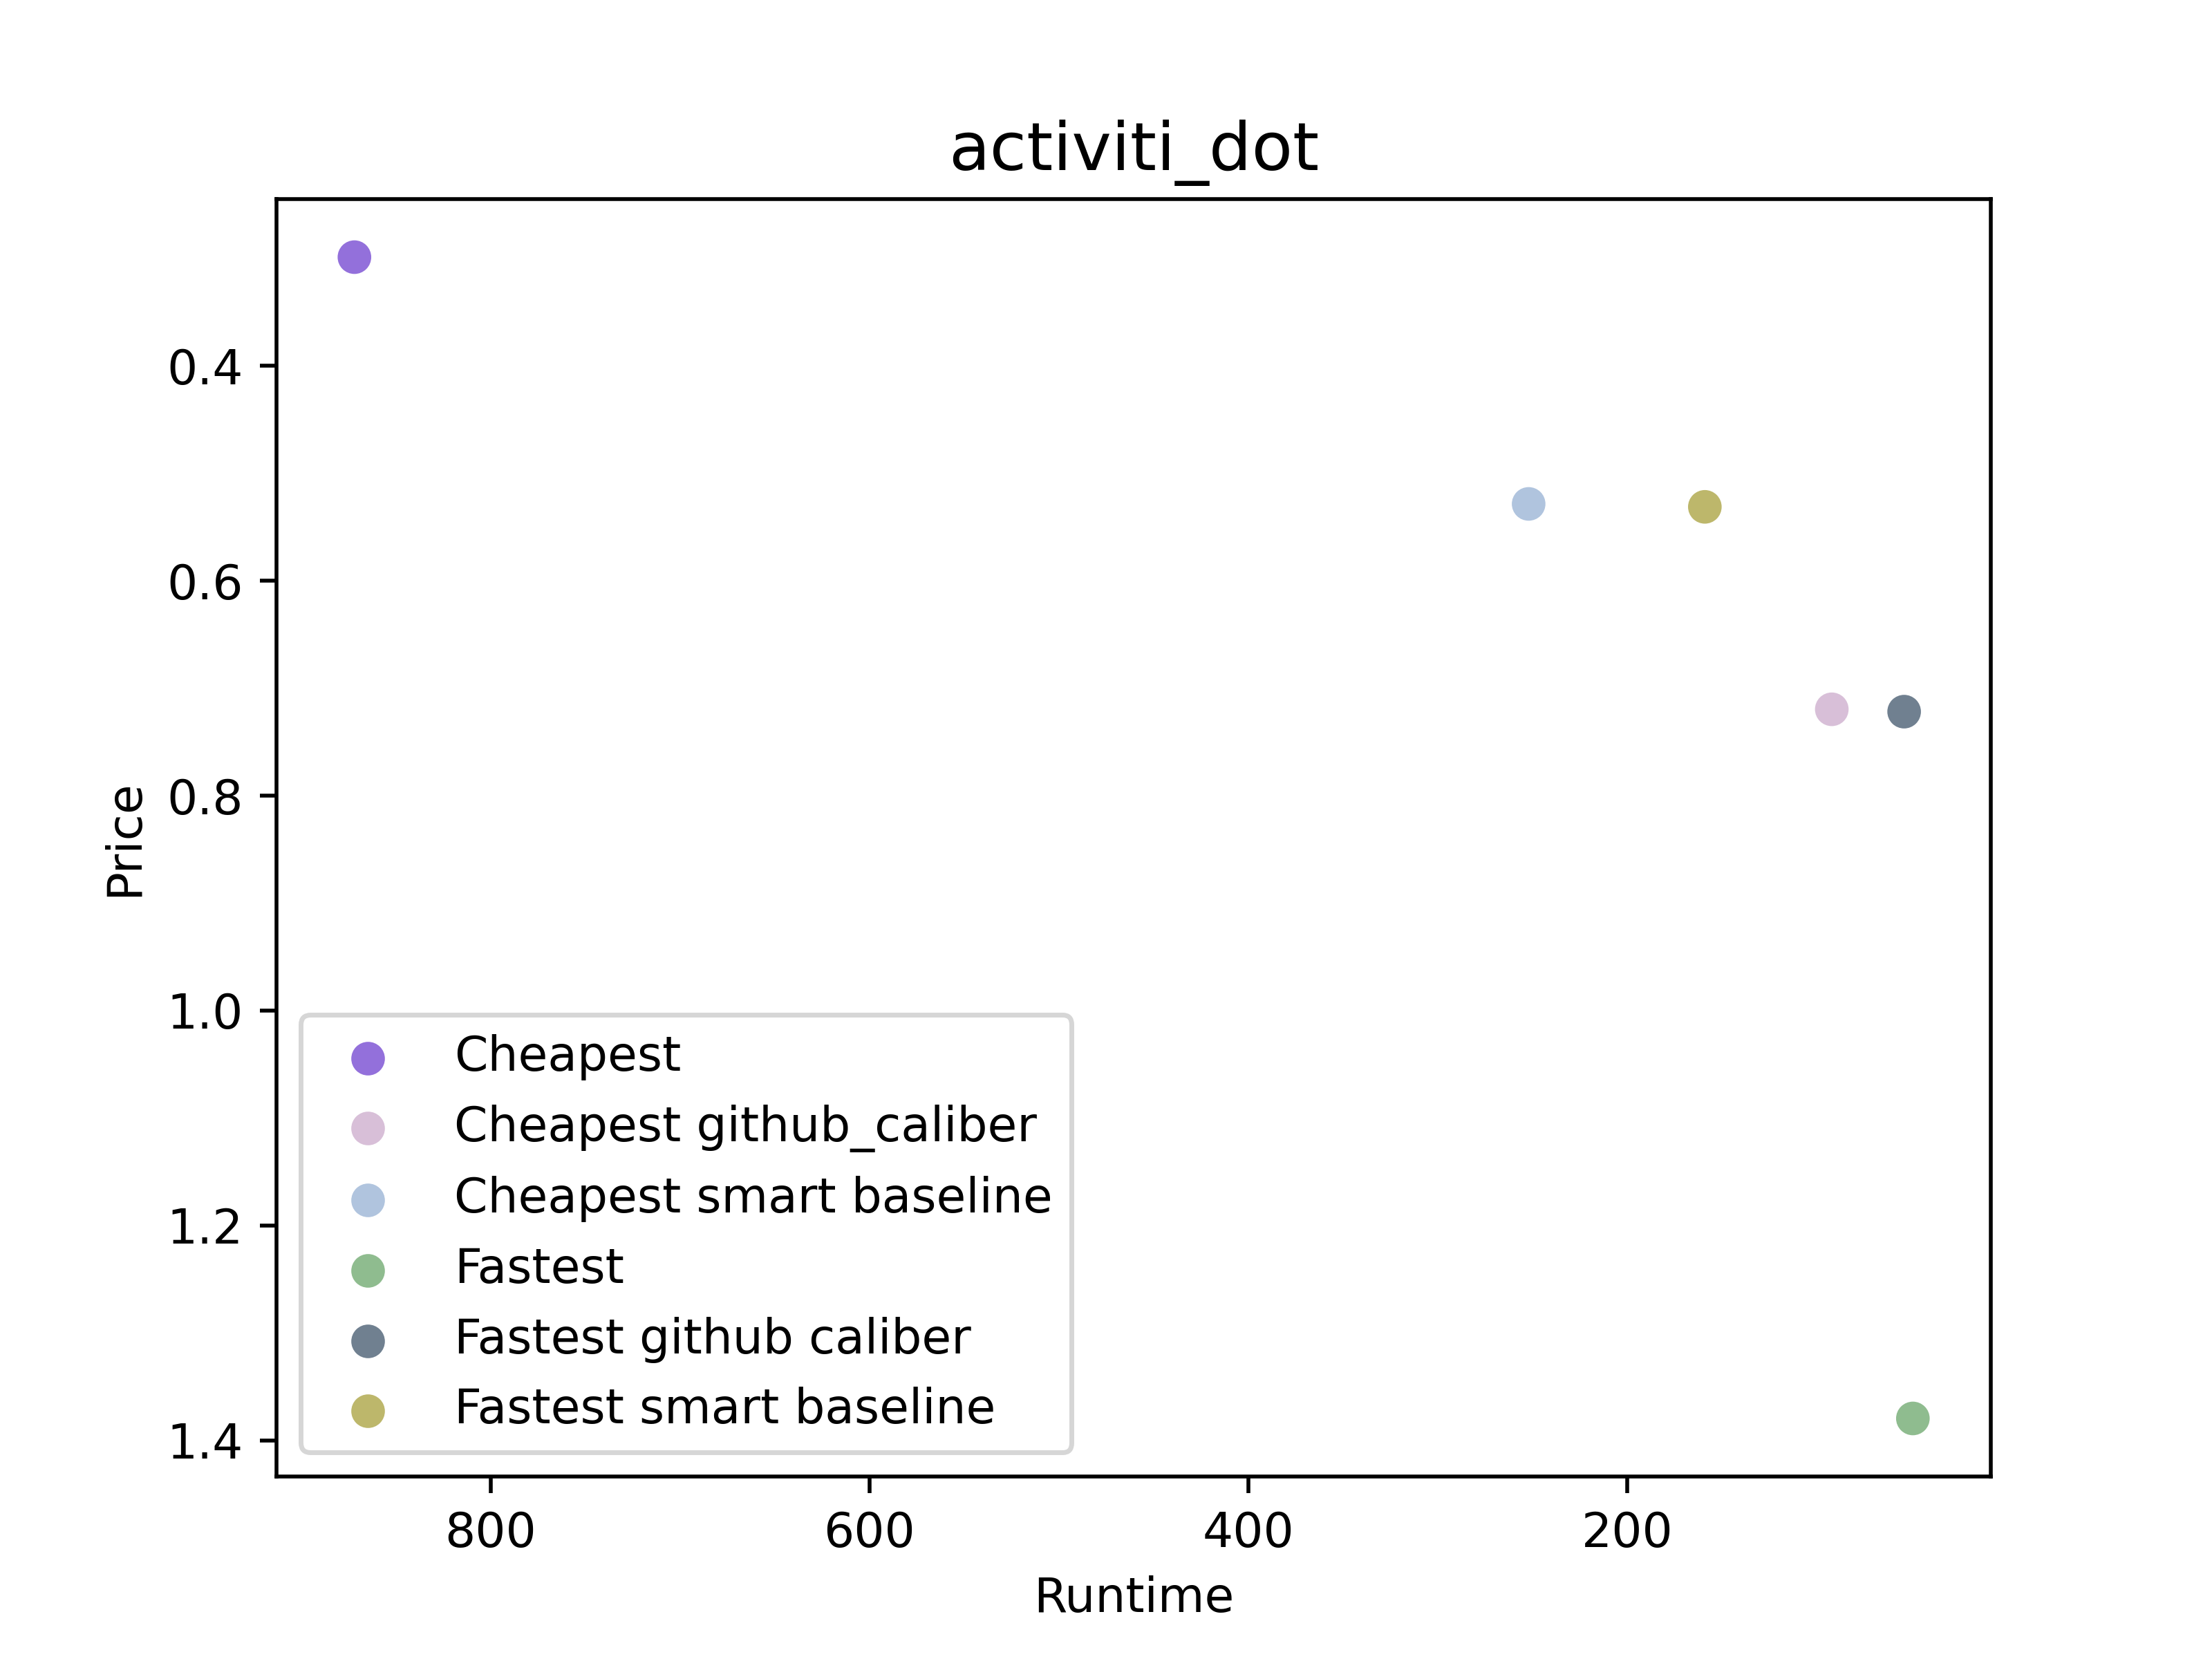 activiti_dot
0.4
0.6
0.8
1.0
1.2
1.4
Price
Cheapest
Cheapest github_caliber
Cheapest smart baseline
Fastest
Fastest github caliber
Fastest smart baseline
800
600
400
200
Runtime